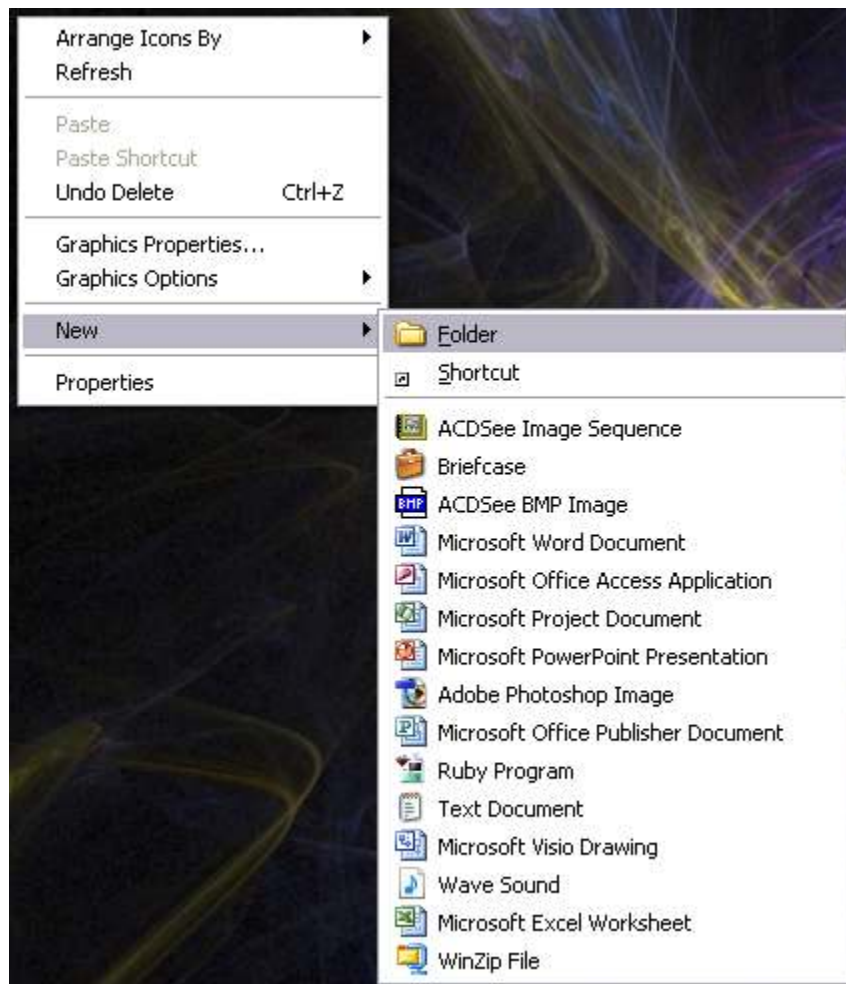 Arrange Icons By
Refresh
Paste
Paste Shortcut
Undo Delete Ctrl+Z
Graphics Properties...
Graphics Options
New
Properties
Folder
Shortcut
ACDSee Image Sequence
Briefcase
BMP ACDSee BMP Image
Microsoft Word Document
Microsoft Office Access Application
Microsoft Project Document
Microsoft PowerPoint Presentation
Adobe Photoshop Image
Microsoft Office Publisher Document
Ruby Program
Text Document
Microsoft Visio Drawing
Wave Sound
Microsoft Excel Worksheet
WinZip File